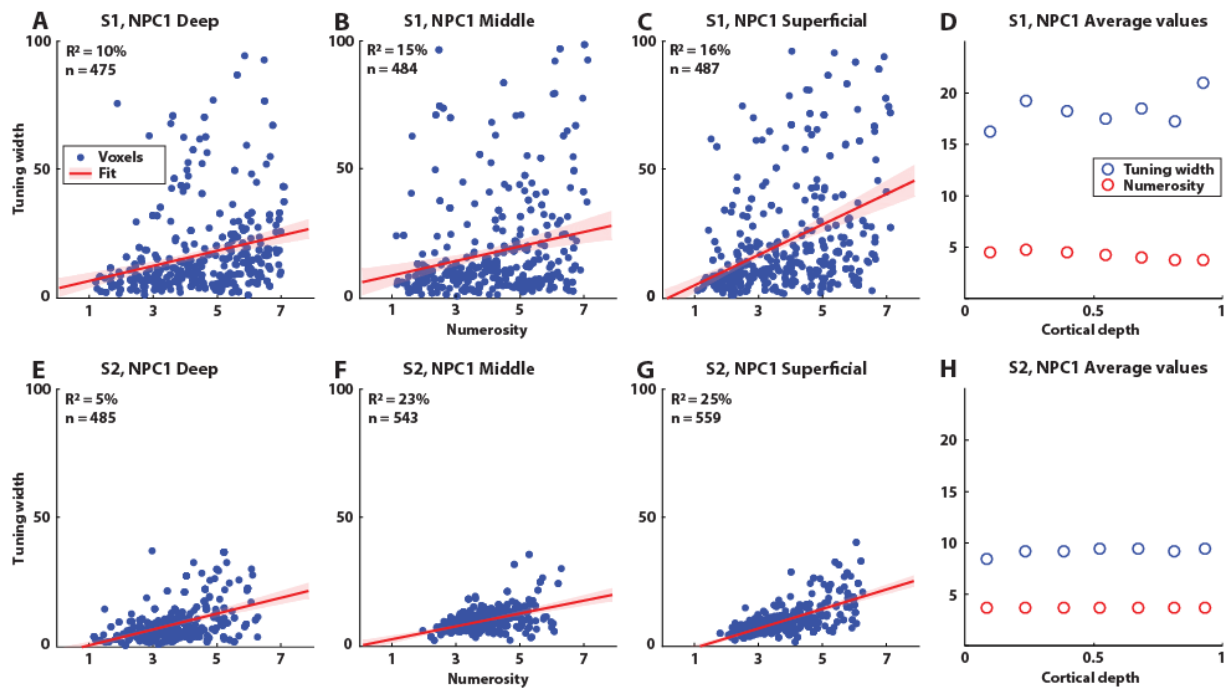 A S1, NPC1 Deep
100
50
0
R² = 10%
n = 475
Voxels
Fit
Tuning width
1 3 5 7
B S1, NPC1 Middle
100
50
0
R² = 15%
n = 484
1 3 5 7
Numerosity
C S1, NPC1 Superficial
100
50
0
R² = 16%
n = 487
1 3 5 7
D S1, NPC1 Average values
20
15
10
5
Tuning width
Numerosity
0 0.5 1
Cortical depth
E S2, NPC1 Deep
100
50
0
R² = 5%
n = 485
Tuning width
1 3 5 7
F S2, NPC1 Middle
100
50
0
R² = 23%
n = 543
1 3 5 7
Numerosity
G S2, NPC1 Superficial
100
50
0
R² = 25%
n = 559
1 3 5 7
H S2, NPC1 Average values
20
15
10
5
0 0.5 1
Cortical depth